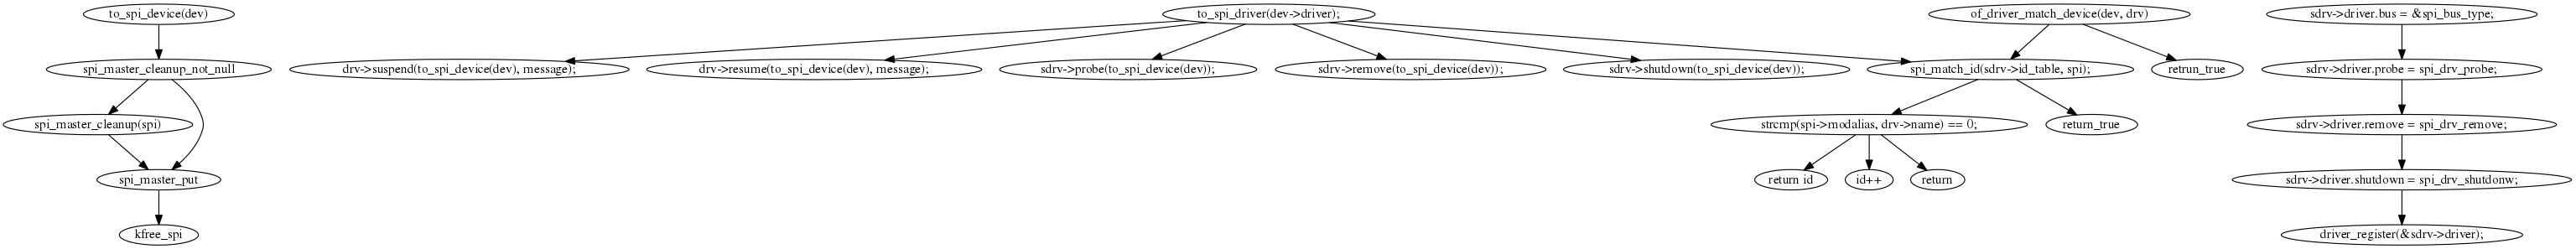 to_spi_device(dev)
to_spi_driver(dev->driver);
of_driver_match_device(dev, drv)
sdrv->driver.bus = &spi_bus_type;
spi_master_cleanup_not_null
drv->suspend(to_spi_device(dev), message);
drv->resume(to_spi_device(dev), message);
sdrv->probe(to_spi_device(dev));
sdrv->remove(to_spi_device(dev));
sdrv->shutdown(to_spi_device(dev));
spi_match_id(sdrv->id_table, spi);
retrun_true
sdrv->driver.probe = spi_drv_probe;
spi_master_cleanup(spi)
strcmp(spi->modalias, drv->name) == 0;
return_true
sdrv->driver.remove = spi_drv_remove;
spi_master_put
return id
id++
return
sdrv->driver.shutdown = spi_drv_shutdonw;
kfree_spi
driver_register(&sdrv->driver);